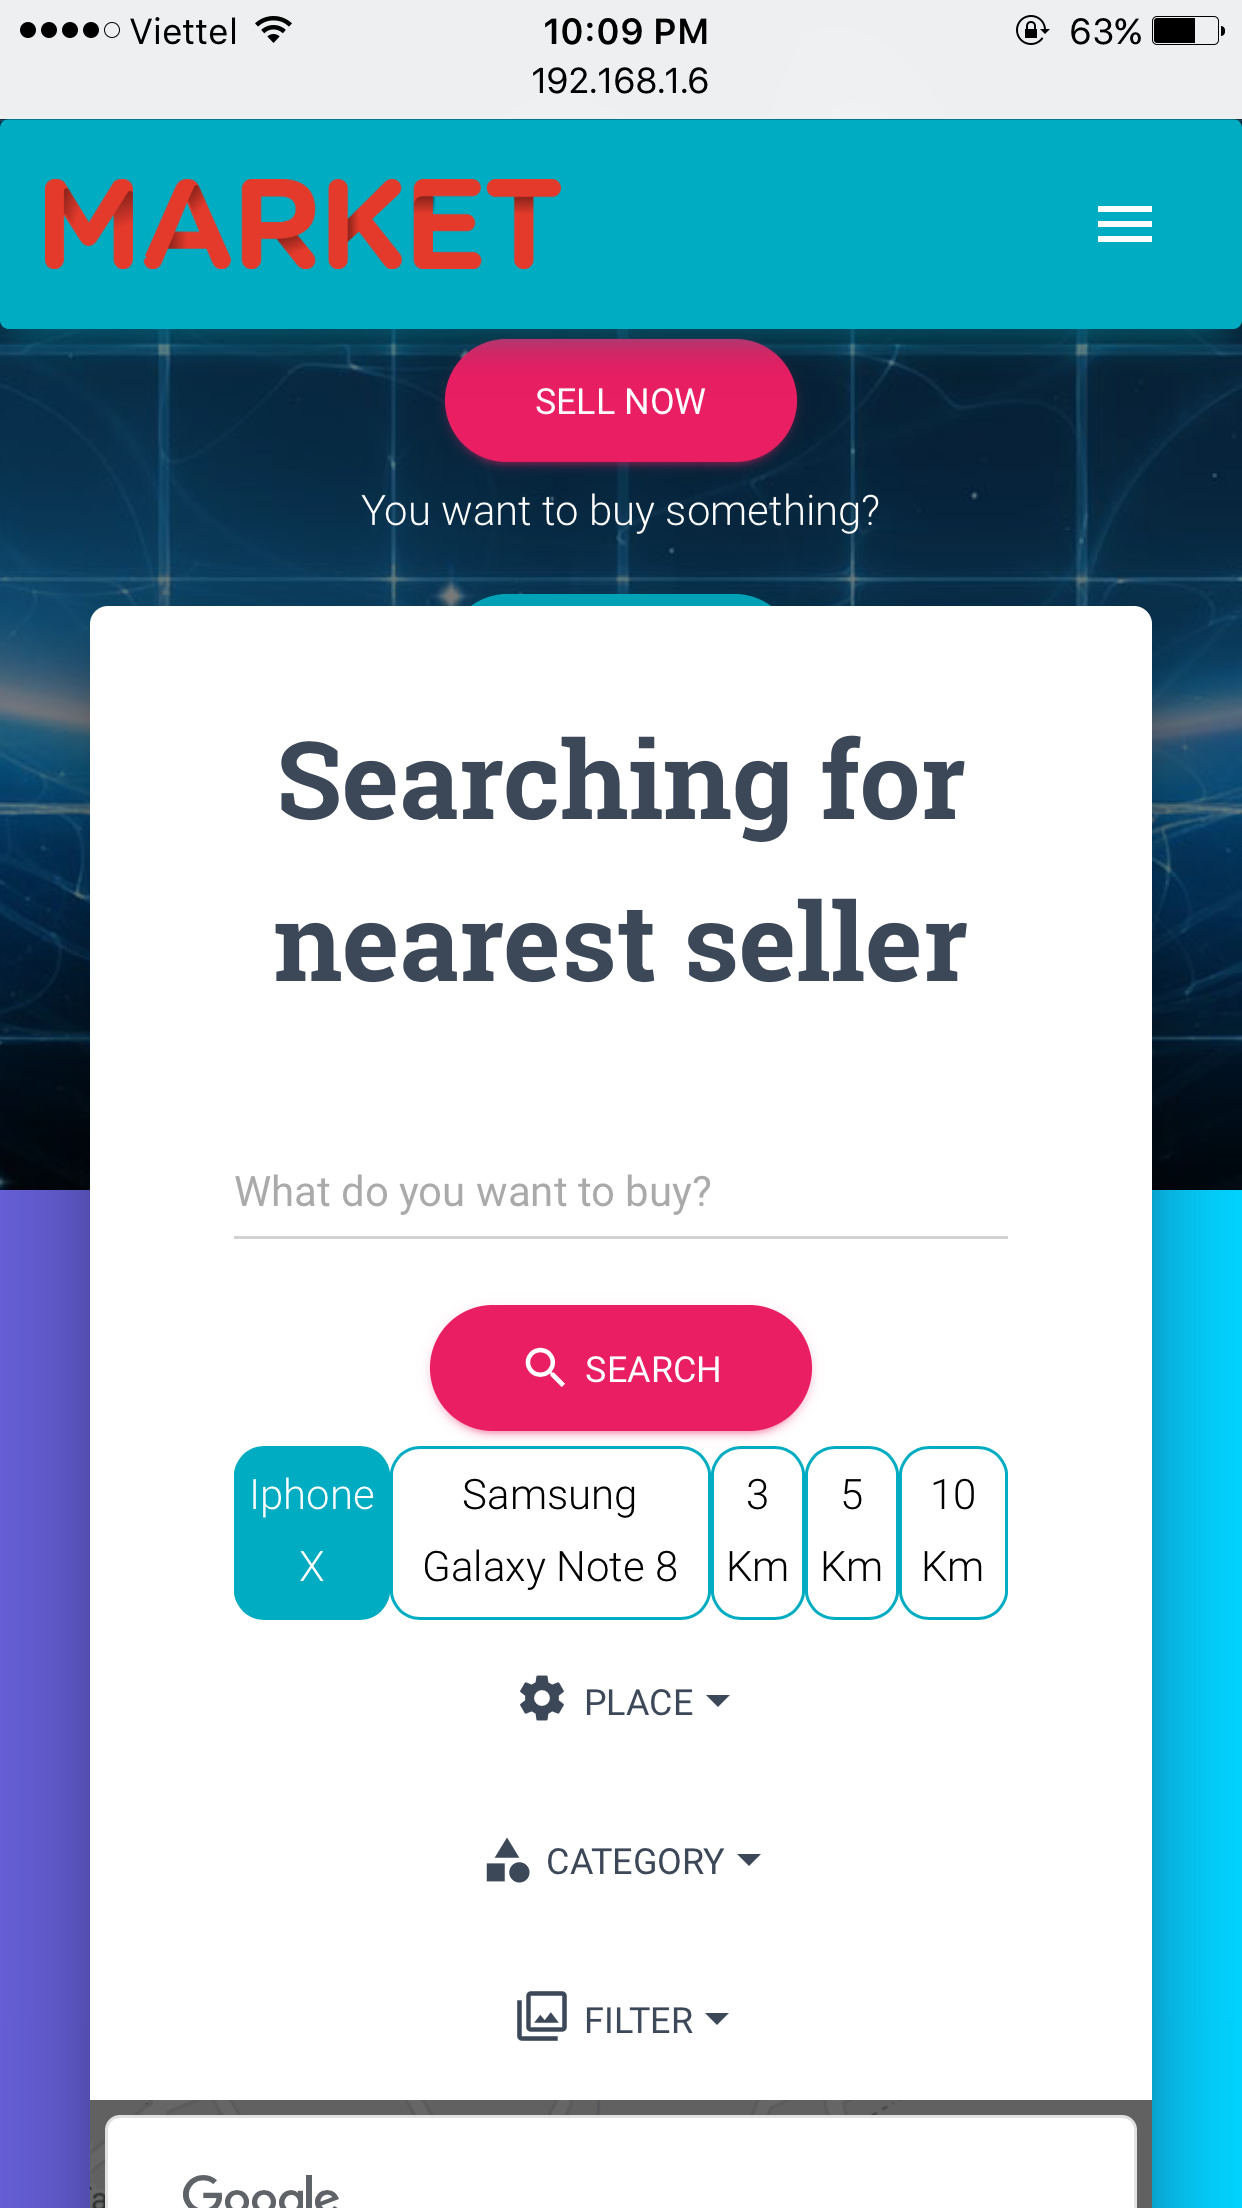 Viettel 10:09 PM 63%
192.168.1.6
MARKET
SELL NOW
You want to buy something?
Searching for
nearest seller
What do you want to buy?
SEARCH
Iphone X
Samsung Galaxy Note 8
3 Km
5 Km
10 Km
PLACE
CATEGORY
FILTER
Google